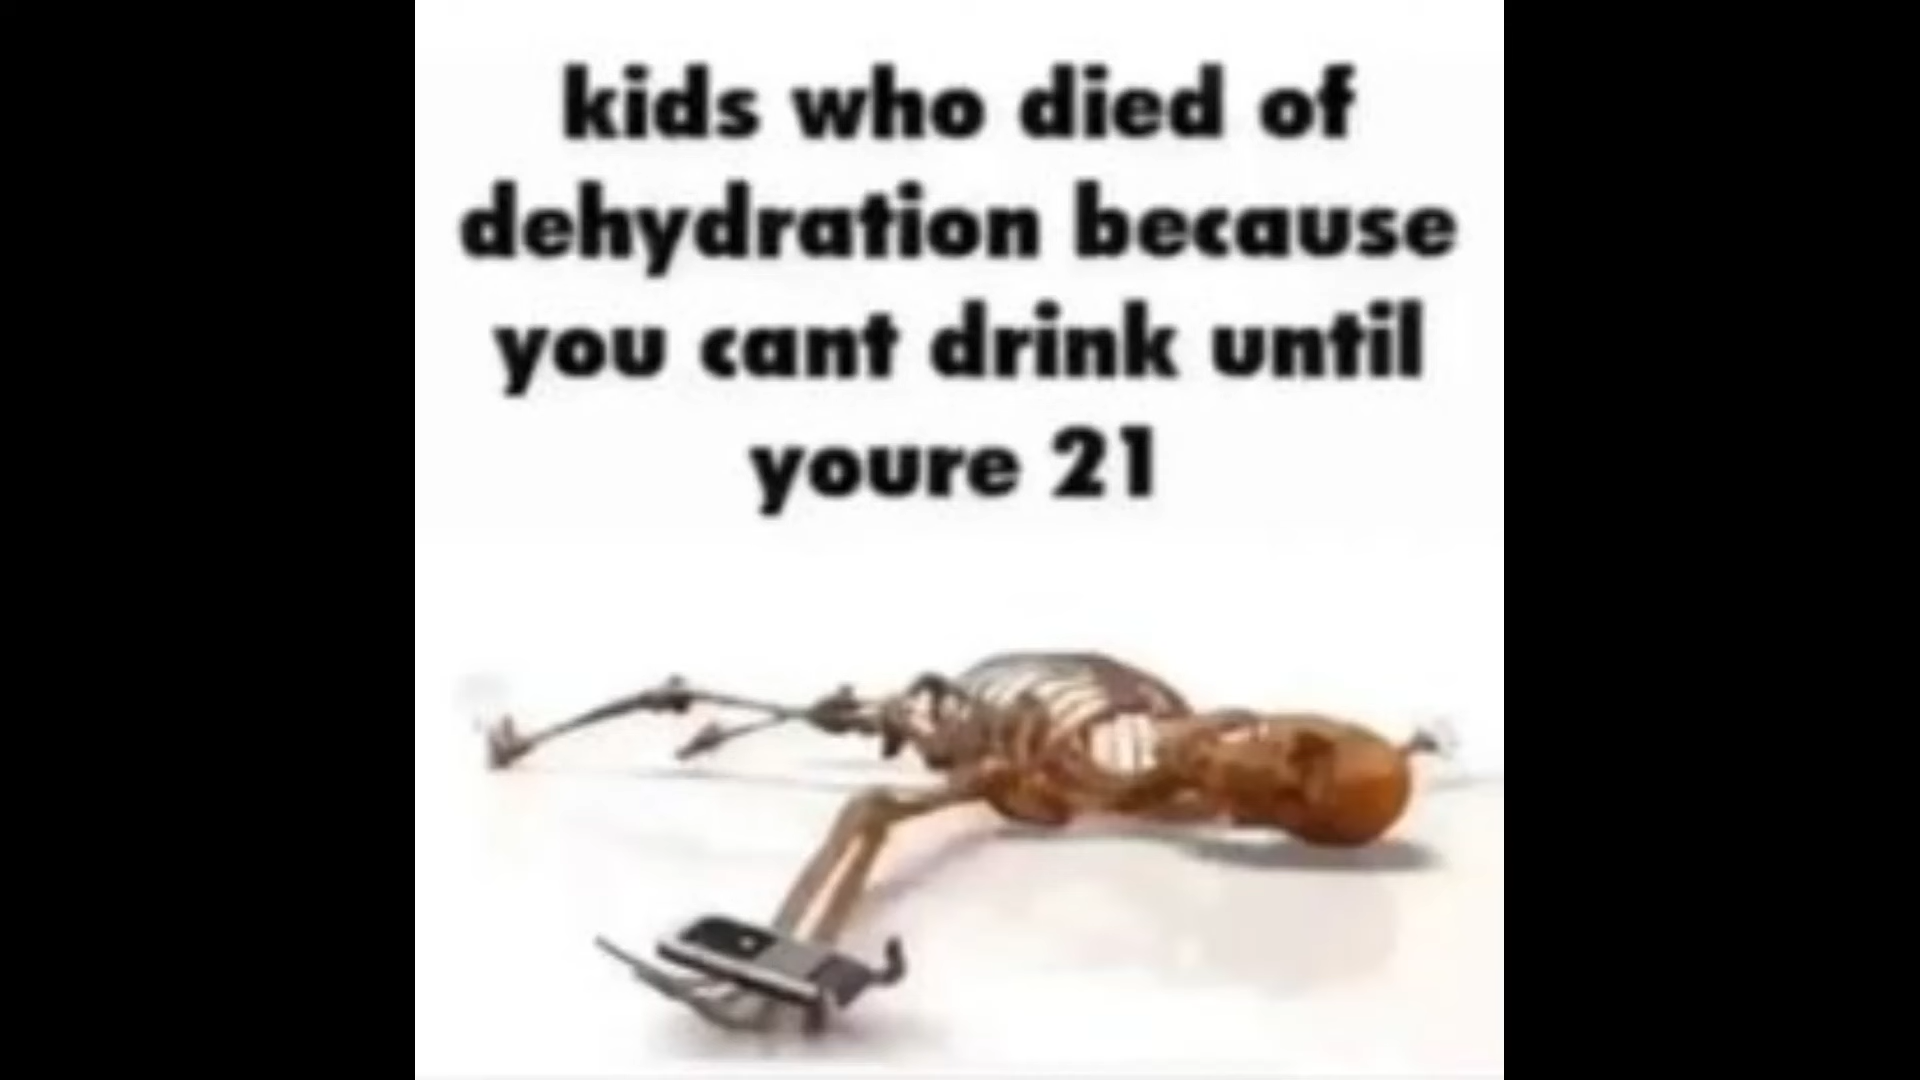 kids who died of
dehydration because
you cant drink until
youre 21